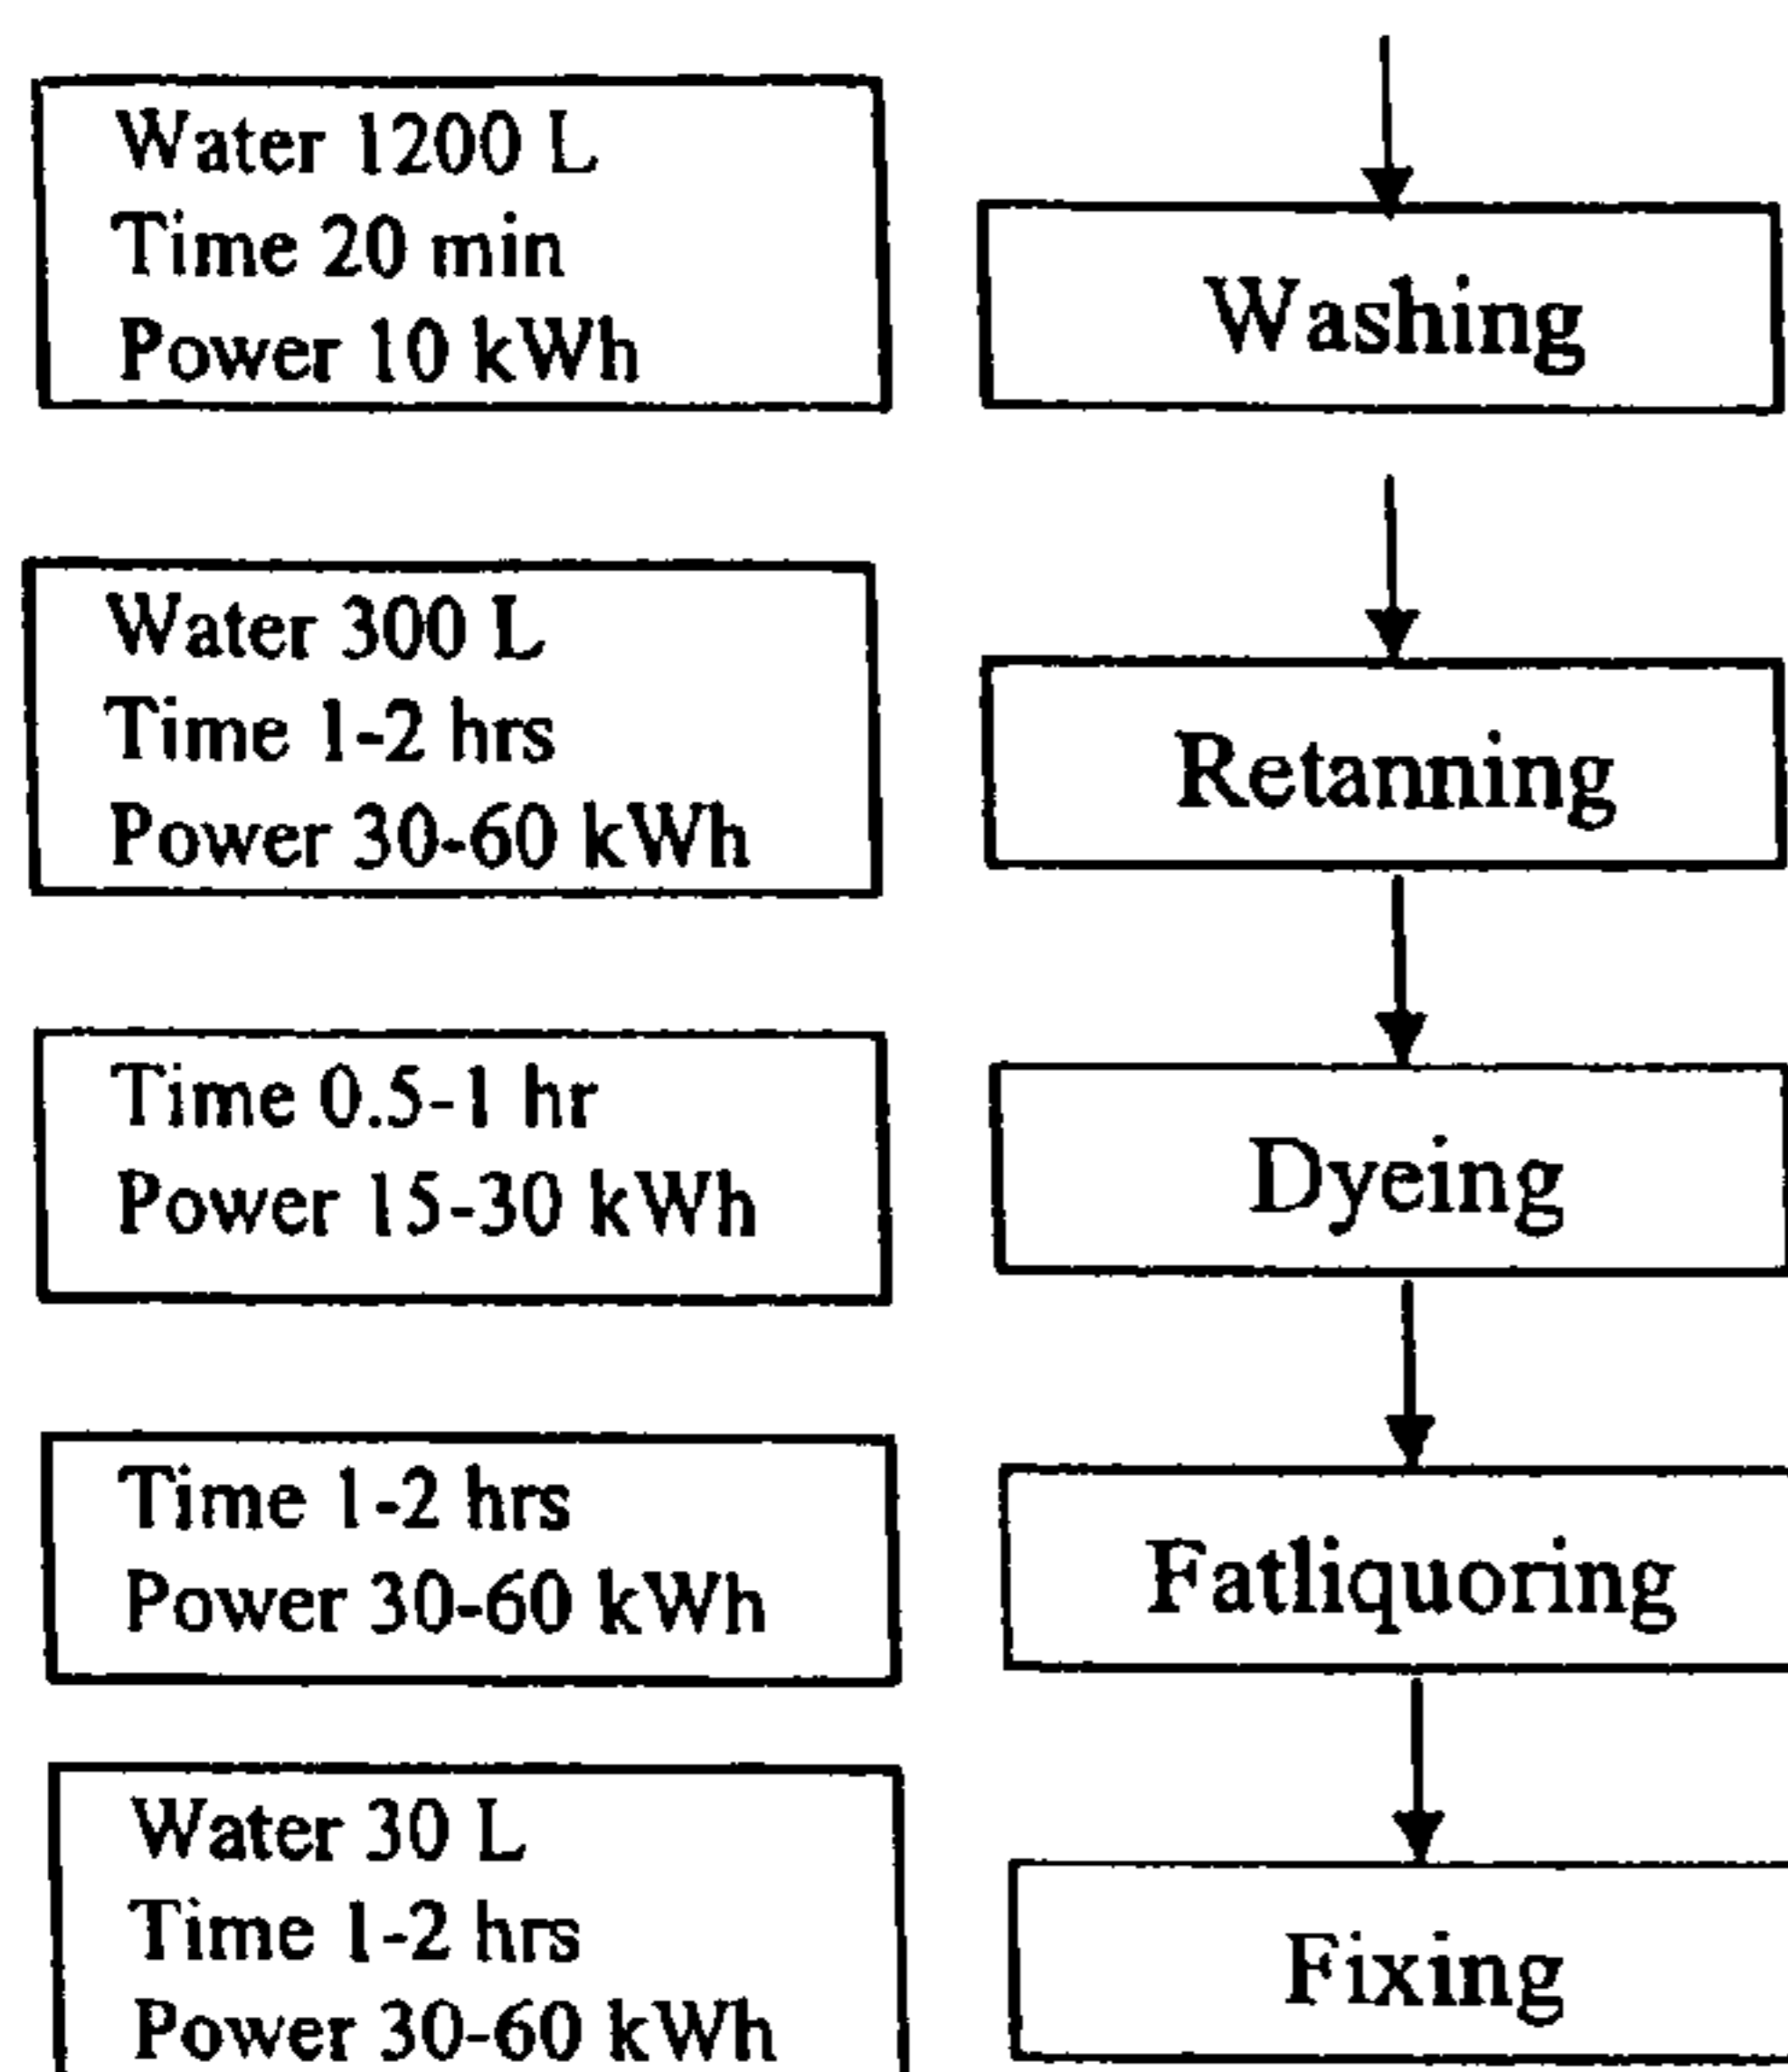 Water 1200 L
Time 20 min
Power 10 kWh
Washing
Water 300 L
Time 1-2 hrs
Power 30-60 kWh
Retanning
Time 0.5-1 hr
Power 15-30 kWh
Dyeing
Time 1-2 hrs
Power 30-60 kWh
Fatliquoring
Water 30 L
Time 1-2 hrs
Power 30-60 kWh
Fixing